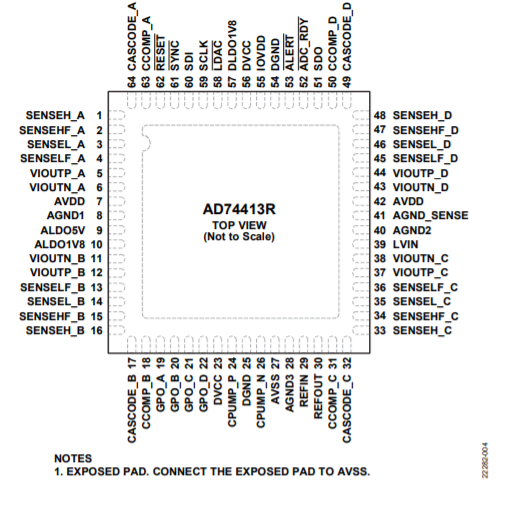 64 CASCODE_A
63 CCOMP_A
62 RESET
61 SYNC
60 SDI
59 SCLK
58 LDAC
57 DLDO1V8
56 DVCC
55 IOVDD
54 DGND
53 ALERT
52 ADC_RDY
51 SDO
50 CCOMP_D
49 CASCODE_D
SENSEH_A 1
SENSEHF_A 2
SENSEL_A 3
SENSELF_A 4
VIOUTP_A 5
VIOUTN_A 6
AVDD 7
AGND1 8
ALDO5V 9
ALDO1V8 10
VIOUTN_B 11
VIOUTP_B 12
SENSELF_B 13
SENSEL_B 14
SENSEHF_B 15
SENSEH_B 16
AD74413R
TOP VIEW
(Not to Scale)
48 SENSEH_D
47 SENSEHF_D
46 SENSEL_D
45 SENSELF_D
44 VIOUTP_D
43 VIOUTN_D
42 AVDD
41 AGND_SENSE
40 AGND2
39 LVIN
38 VIOUTN_C
37 VIOUTP_C
36 SENSELF_C
35 SENSEL_C
34 SENSEHF_C
33 SENSEH_C
CASCODE_B 17
CCOMP_B 18
GPO_A 19
GPO_B 20
GPO_C 21
GPO_D 22
DVCC 23
CPUMP_P 24
DGND 25
CPUMP_N 26
AVSS 27
AGND3 28
REFIN 29
REFOUT 30
CCOMP_C 31
CASCODE_C 32
NOTES
1. EXPOSED PAD. CONNECT THE EXPOSED PAD TO AVSS.
22282-004